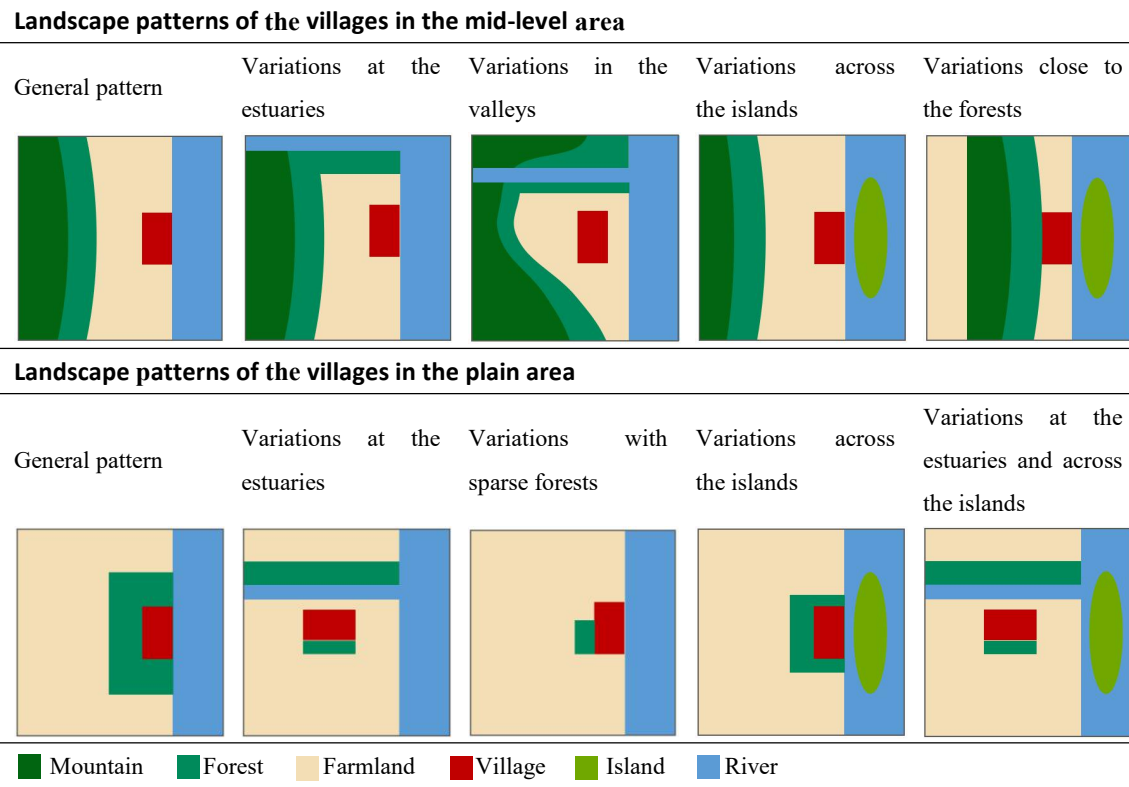 Landscape patterns of the villages in the mid-level area
General pattern
Variations at the
estuaries
Variations in the
valleys
Variations across
the islands
Variations close to
the forests
Landscape patterns of the villages in the plain area
General pattern
Variations at the
estuaries
Variations with
sparse forests
Variations across
the islands
Variations at the
estuaries and across
the islands
Mountain Forest Farmland Village Island River